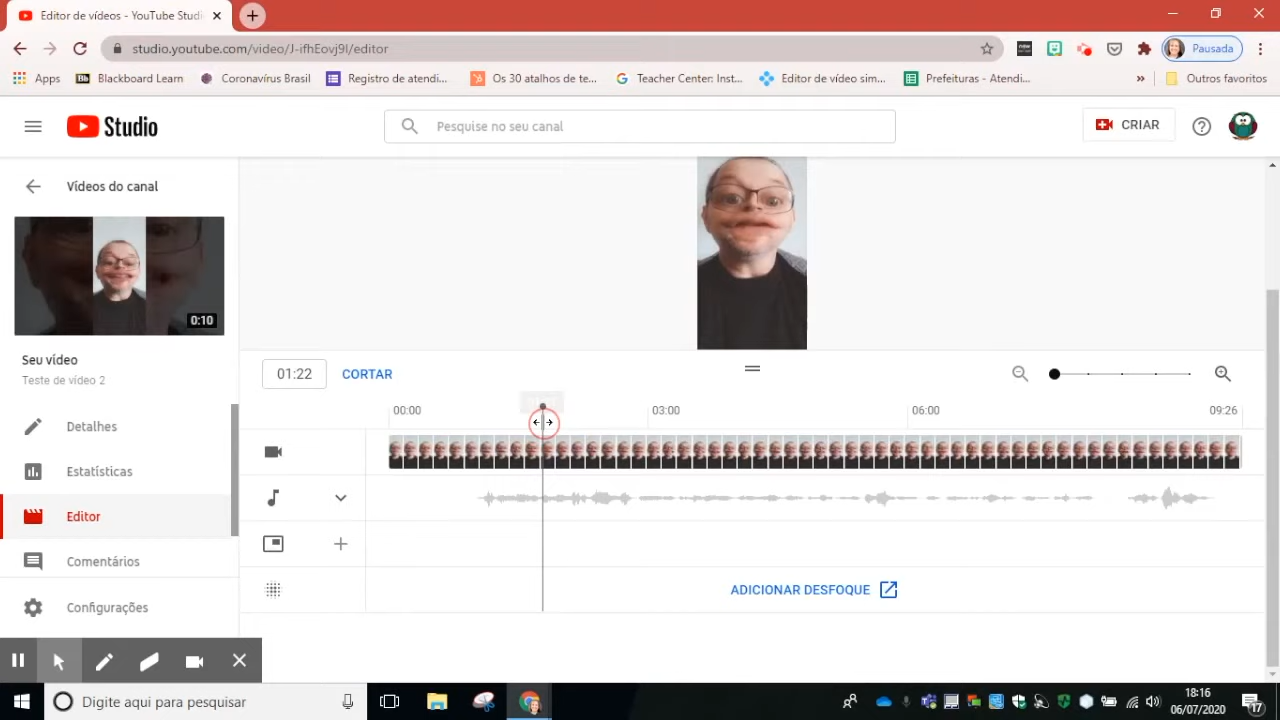 Editor de vídeos - YouTube Studi
studio.youtube.com/video/J-ifhEovj9I/editor
Pausada
Apps
Blackboard Learn
Coronavírus Brasil
Registro de atendi...
Os 30 atalhos de te...
Teacher Center: Inst...
Editor de vídeo sim...
Prefeituras - Atendi...
»
Outros favoritos
Studio
Pesquise no seu canal
CRIAR
Vídeos do canal
0:10
Seu vídeo
Teste de vídeo 2
Detalhes
Estatísticas
Editor
Comentários
Configurações
01:22
CORTAR
00:00
03:00
06:00
09:26
ADICIONAR DESFOQUE
Digite aqui para pesquisar
18:16
06/07/2020
17